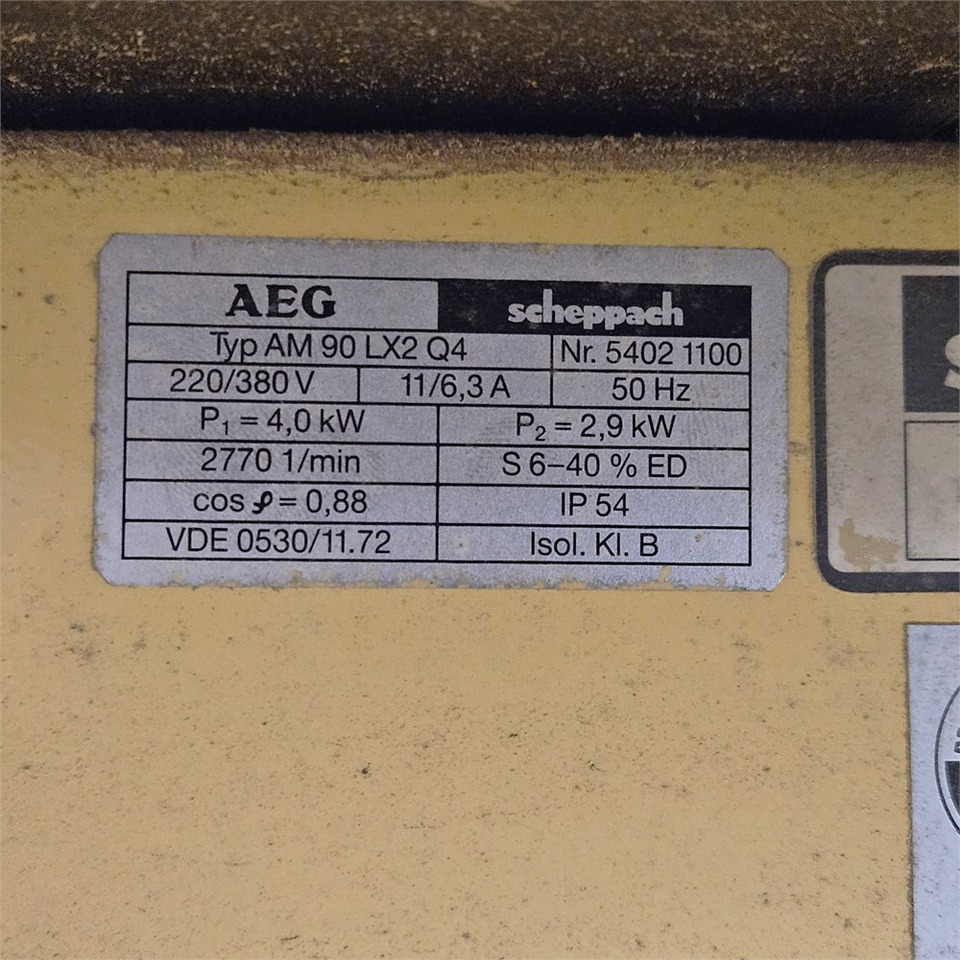 AEG scheppach
Typ AM 90 LX2 Q4 Nr. 5402 1100
220/380 V 11/6,3 A 50 Hz
P₁ = 4,0 kW P₂ = 2,9 kW
2770 1/min S 6–40 % ED
cos φ = 0,88 IP 54
VDE 0530/11.72 Isol. Kl. B